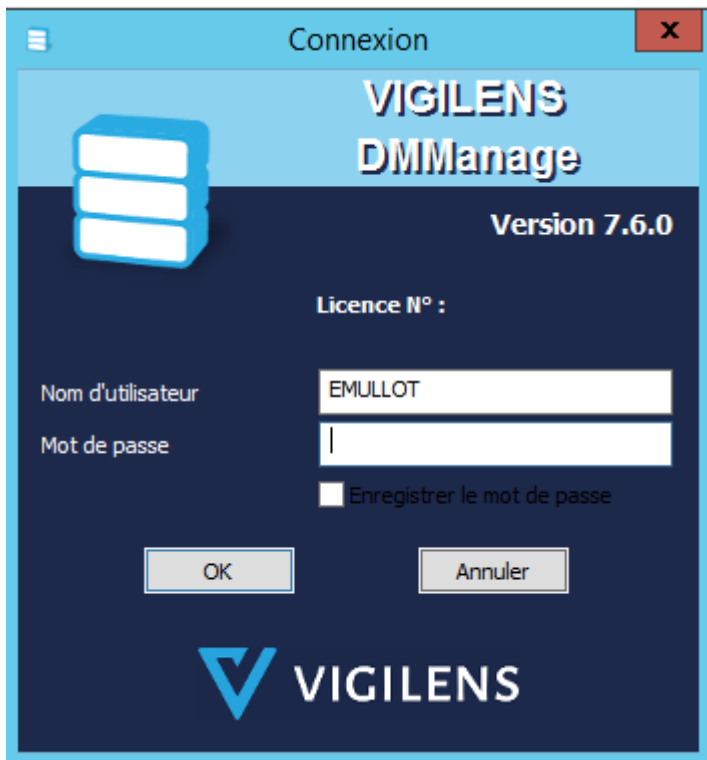 Connexion
x
VIGILENS
DMManage
Version 7.6.0
Licence N° :
Nom d'utilisateur
EMULLOT
Mot de passe
Enregistrer le mot de passe
OK
Annuler
VIGILENS